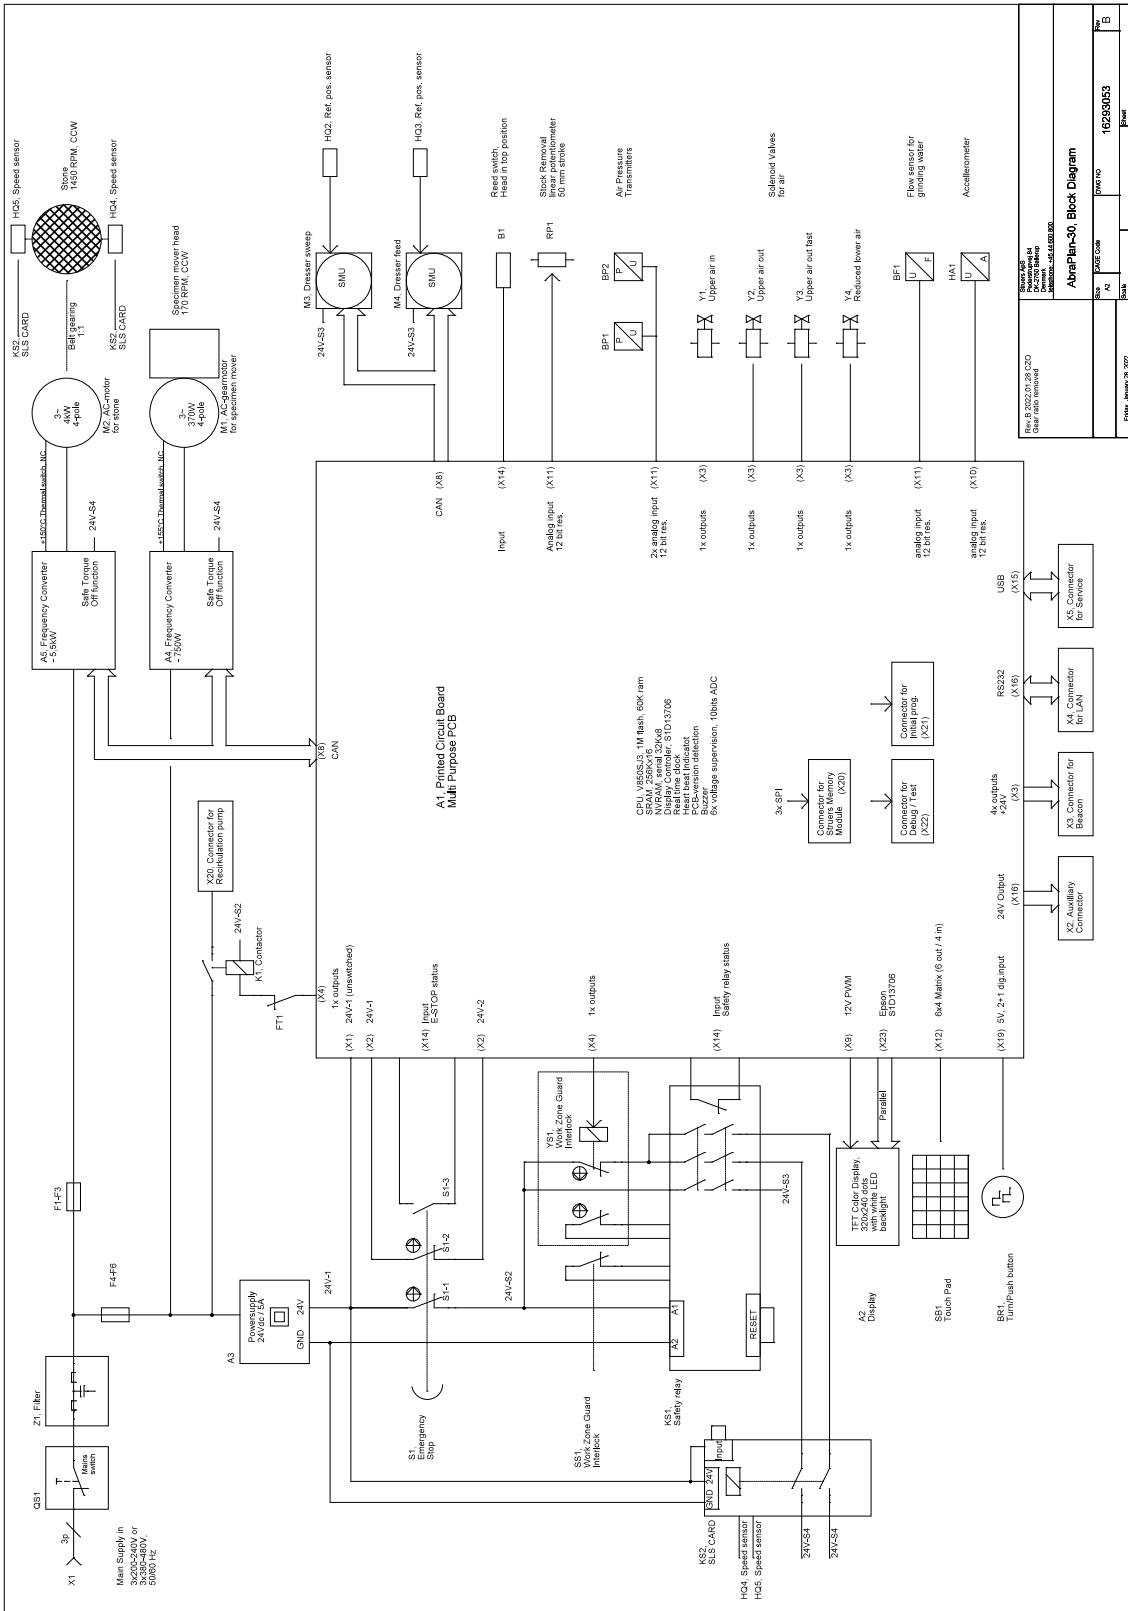 X1
3p
Main Supply in
3x200-240V or
3x380-480V,
50/60 Hz
QS1
Mains
switch
Z1, Filter
F1-F3
F4-F6
A3
Powersupply
24Vdc / 5A
GND
24V
X20, Connector for
Recirkulation pump
24V-S2
K1, Contactor
FT1
A5, Frequency Converter
- 5,5kW
Safe Torque
Off function
24V-S4
+150°C Thermal switch, NC
A4, Frequency Converter
- 750W
Safe Torque
Off function
24V-S4
+155°C Thermal switch, NC
3~
4kW
4-pole
M2, AC-motor
for stone
3~
370W
4-pole
M1, AC-gearmotor
for specimen mover
Belt gearing
1:1
KS2
SLS CARD
KS2
SLS CARD
HQ5, Speed sensor
Stone
1450 RPM, CCW
HQ4, Speed sensor
Specimen mover head
170 RPM, CCW
24V-1
S1,
Emergency
Stop
S1-1
S1-2
S1-3
24V-S2
SS1,
Work Zone Guard
Interlock
YS1,
Work Zone Guard
Interlock
KS1,
Safety relay
A2
A1
RESET
24V-S3
KS2,
SLS CARD
GND
24V
Input
HQ4, Speed sensor
HQ5, Speed sensor
24V-S4
24V-S4
A1, Printed Circuit Board
Multi Purpose PCB
CPU, V850SJ3, 1M flash, 60K ram
SRAM, 256Kx16
NVRAM, serial 32Kx8
Display Controler, S1D13706
Real time clock
Heart beat Indicator
PCB-version detection
Buzzer
6x voltage supervision, 10bits ADC
(X4)
1x outputs
(X1)
24V-1 (unswitched)
(X2)
24V-1
(X14)
Input
E-STOP status
(X2)
24V-2
(X4)
1x outputs
(X14)
Input
Safety relay status
(X9)
12V PWM
(X23)
Epson
S1D13706
(X12)
6x4 Matrix (6 out / 4 in)
(X19)
5V, 2+1 dig.input
(X8)
CAN
3x SPI
Connector for
Struers Memory
Module
(X20)
Connector for
Debug / Test
(X22)
Connector for
Initial prog.
(X21)
CAN
(X8)
Input
(X14)
Analog input
12 bit res.
(X11)
2x analog input
12 bit res.
(X11)
1x outputs
(X3)
1x outputs
(X3)
1x outputs
(X3)
1x outputs
(X3)
analog input
12 bit res.
(X11)
analog input
12 bit res.
(X10)
M3, Dresser sweep
24V-S3
SMU
HQ2, Ref. pos. sensor
M4, Dresser feed
24V-S3
SMU
HQ3, Ref. pos. sensor
B1
Reed switch,
Head in top position
RP1
Stock Removal
linear potentiometer
50 mm stroke
BP1
P
U
BP2
P
U
Air Pressure
Transmitters
Y1,
Upper air in
Y2,
Upper air out
Y3,
Upper air out fast
Y4,
Reduced lower air
Solenoid Valves
for air
BF1
U
F
Flow sensor for
grinding water
HA1
U
A
Accellerometer
Parallel
TFT Color Display,
320x240 dots
with white LED
backlight
A2
Display
SB1
Touch Pad
BR1,
Turn/Push button
24V Output
(X16)
X2, Auxilliary
Connector
4x outputs
+24V
(X3)
X3, Connector for
Beacon
RS232
(X16)
X4, Connector
for LAN
USB
(X15)
X5, Connector
for Service
Rev.B 2022.01.28 CZO
Gear ratio removed
Struers ApS
Pederstrupvej 84
DK-2750 Ballerup
Denmark
Telephone: +45 44 600 800
AbraPlan-30, Block Diagram
Size
A2
CAGE Code
DWG NO
16293053
Rev
B
Friday, January 28, 2022
Scale
Sheet